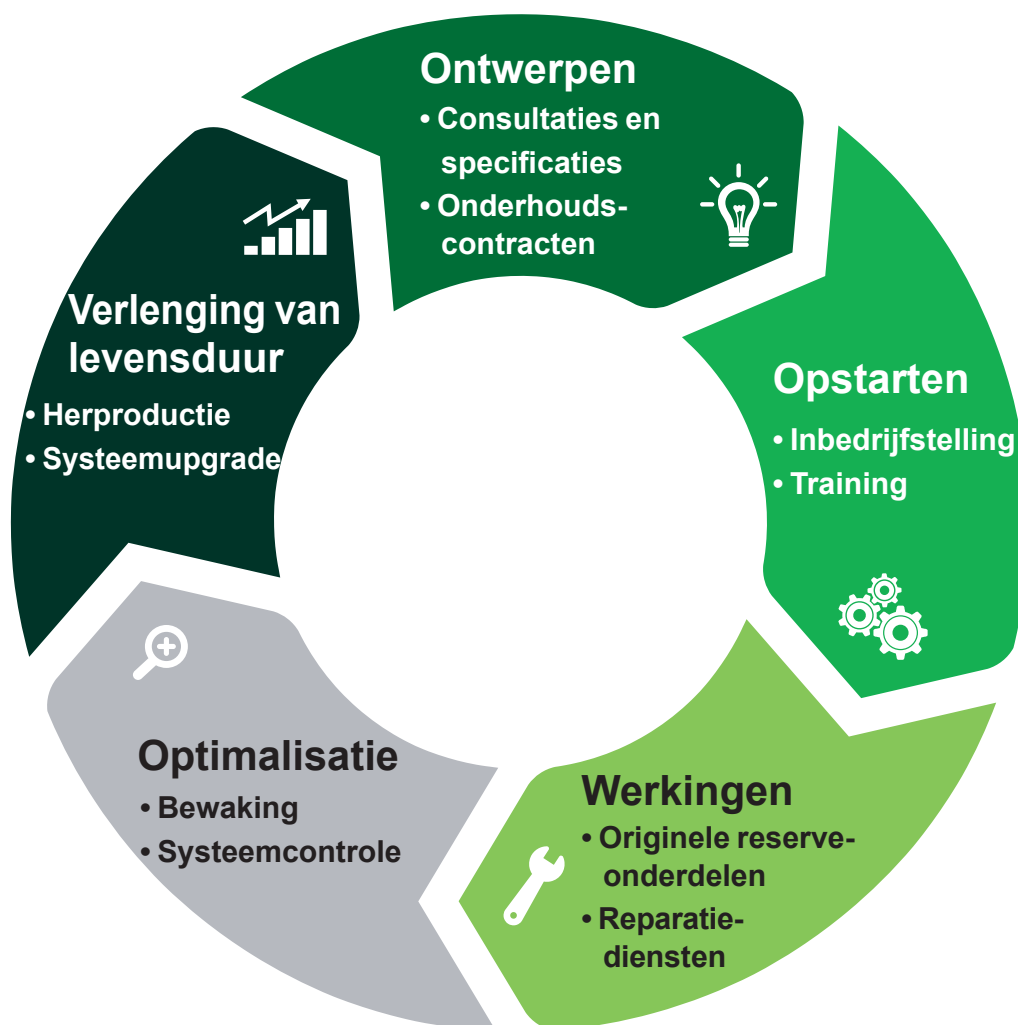 Ontwerpen
• Consultaties en
specificaties
• Onderhouds-
contracten
Opstarten
• Inbedrijfstelling
• Training
Werkingen
• Originele reserve-
onderdelen
• Reparatie-
diensten
Optimalisatie
• Bewaking
• Systeemcontrole
Verlenging van
levensduur
• Herproductie
• Systeemupgrade